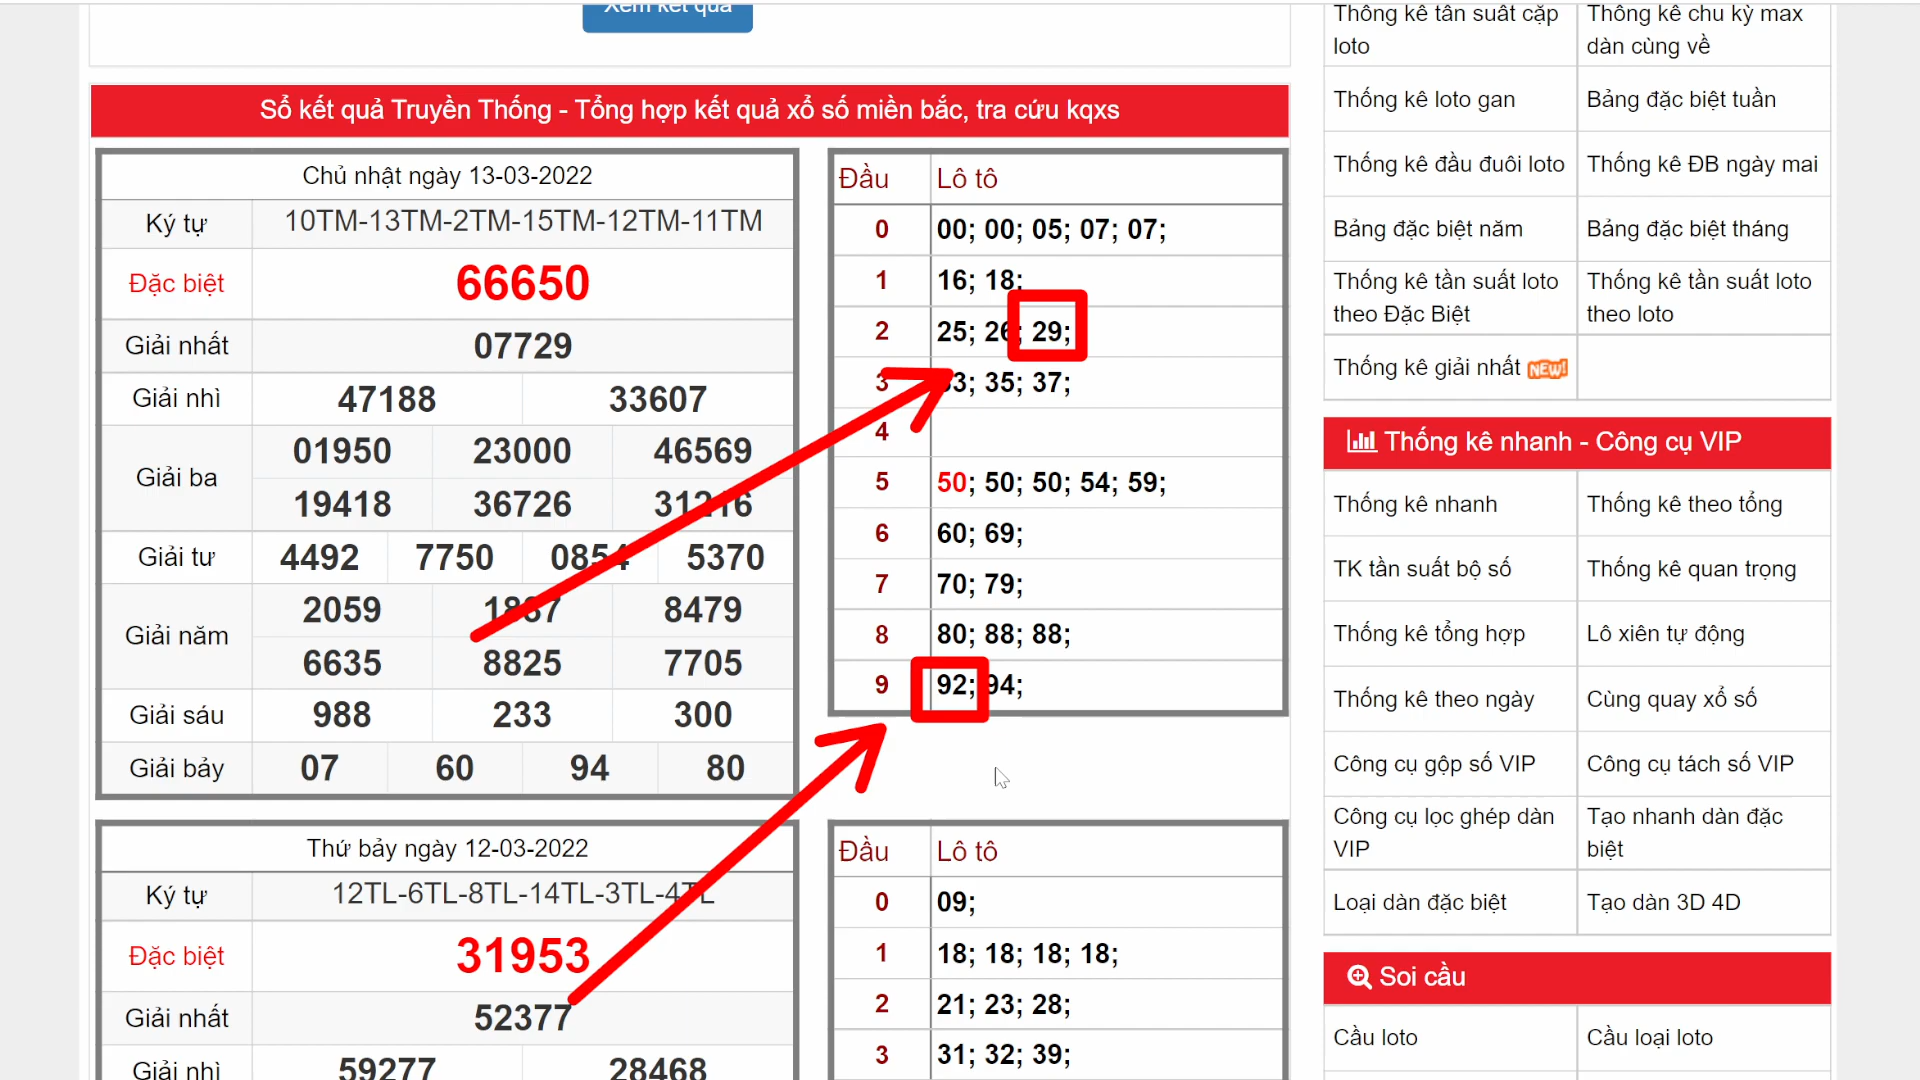 Xem kết quả
Sổ kết quả Truyền Thống - Tổng hợp kết quả xổ số miền bắc, tra cứu kqxs
Chủ nhật ngày 13-03-2022
Ký tự 10TM-13TM-2TM-15TM-12TM-11TM
Đặc biệt 66650
Giải nhất 07729
Giải nhì 47188 33607
Giải ba 01950 23000 46569
19418 36726 31216
Giải tư 4492 7750 0854 5370
Giải năm 2059 1837 8479
6635 8825 7705
Giải sáu 988 233 300
Giải bảy 07 60 94 80
Đầu Lô tô
0 00; 00; 05; 07; 07;
1 16; 18;
2 25; 26; 29;
3 33; 35; 37;
4
5 50; 50; 50; 54; 59;
6 60; 69;
7 70; 79;
8 80; 88; 88;
9 92; 94;
Thứ bảy ngày 12-03-2022
Ký tự 12TL-6TL-8TL-14TL-3TL-4TL
Đặc biệt 31953
Giải nhất 52377
Giải nhì 59277 28468
Đầu Lô tô
0 09;
1 18; 18; 18; 18;
2 21; 23; 28;
3 31; 32; 39;
Thống kê tần suất cặp loto Thống kê chu kỳ max dàn cùng về
Thống kê loto gan Bảng đặc biệt tuần
Thống kê đầu đuôi loto Thống kê ĐB ngày mai
Bảng đặc biệt năm Bảng đặc biệt tháng
Thống kê tần suất loto theo Đặc Biệt Thống kê tần suất loto theo loto
Thống kê giải nhất NEW!
Thống kê nhanh - Công cụ VIP
Thống kê nhanh Thống kê theo tổng
TK tần suất bộ số Thống kê quan trọng
Thống kê tổng hợp Lô xiên tự động
Thống kê theo ngày Cùng quay xổ số
Công cụ gộp số VIP Công cụ tách số VIP
Công cụ lọc ghép dàn VIP Tạo nhanh dàn đặc biệt
Loại dàn đặc biệt Tạo dàn 3D 4D
Soi cầu
Cầu loto Cầu loại loto